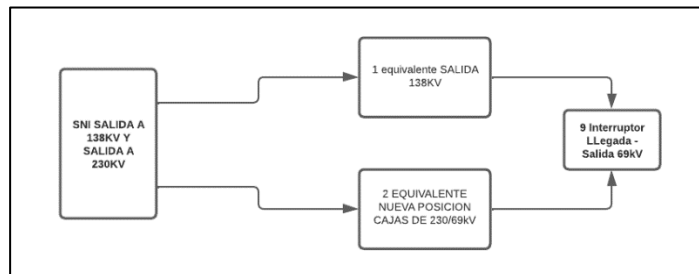 SNI SALIDA A
138KV Y
SALIDA A
230KV
1 equivalente SALIDA
138KV
2 EQUIVALENTE
NUEVA POSICION
CAJAS DE 230/69kV
9 Interruptor
LLegada -
Salida 69kV